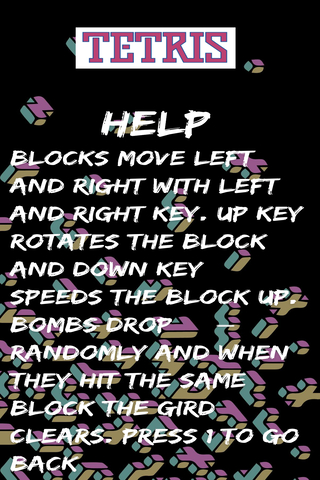 TETRIS
HELP
BLOCKS MOVE LEFT
AND RIGHT WITH LEFT
AND RIGHT KEY. UP KEY
ROTATES THE BLOCK
AND DOWN KEY
SPEEDS THE BLOCK UP.
BOMBS DROP
RANDOMLY AND WHEN
THEY HIT THE SAME
BLOCK THE GIRD
CLEARS. PRESS 1 TO GO
BACK